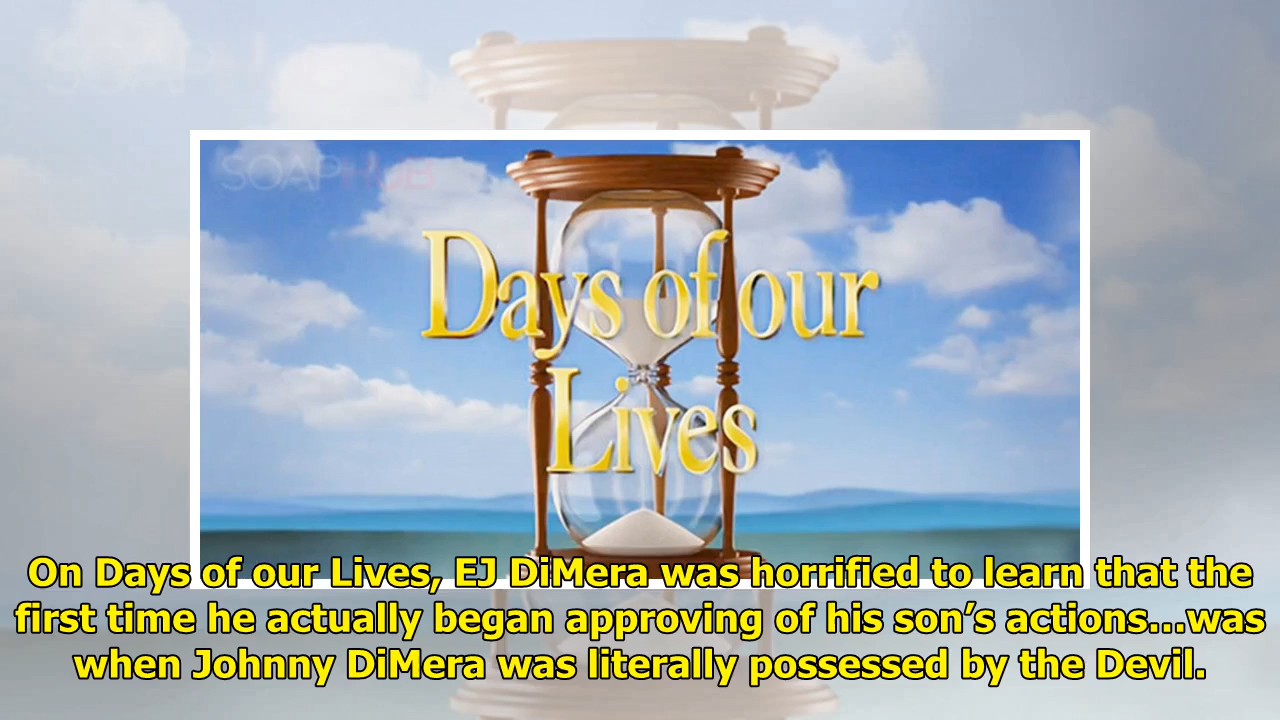 SOAPHUB
Days of our
Lives
On Days of our Lives, EJ DiMera was horrified to learn that the
first time he actually began approving of his son’s actions...was
when Johnny DiMera was literally possessed by the Devil.